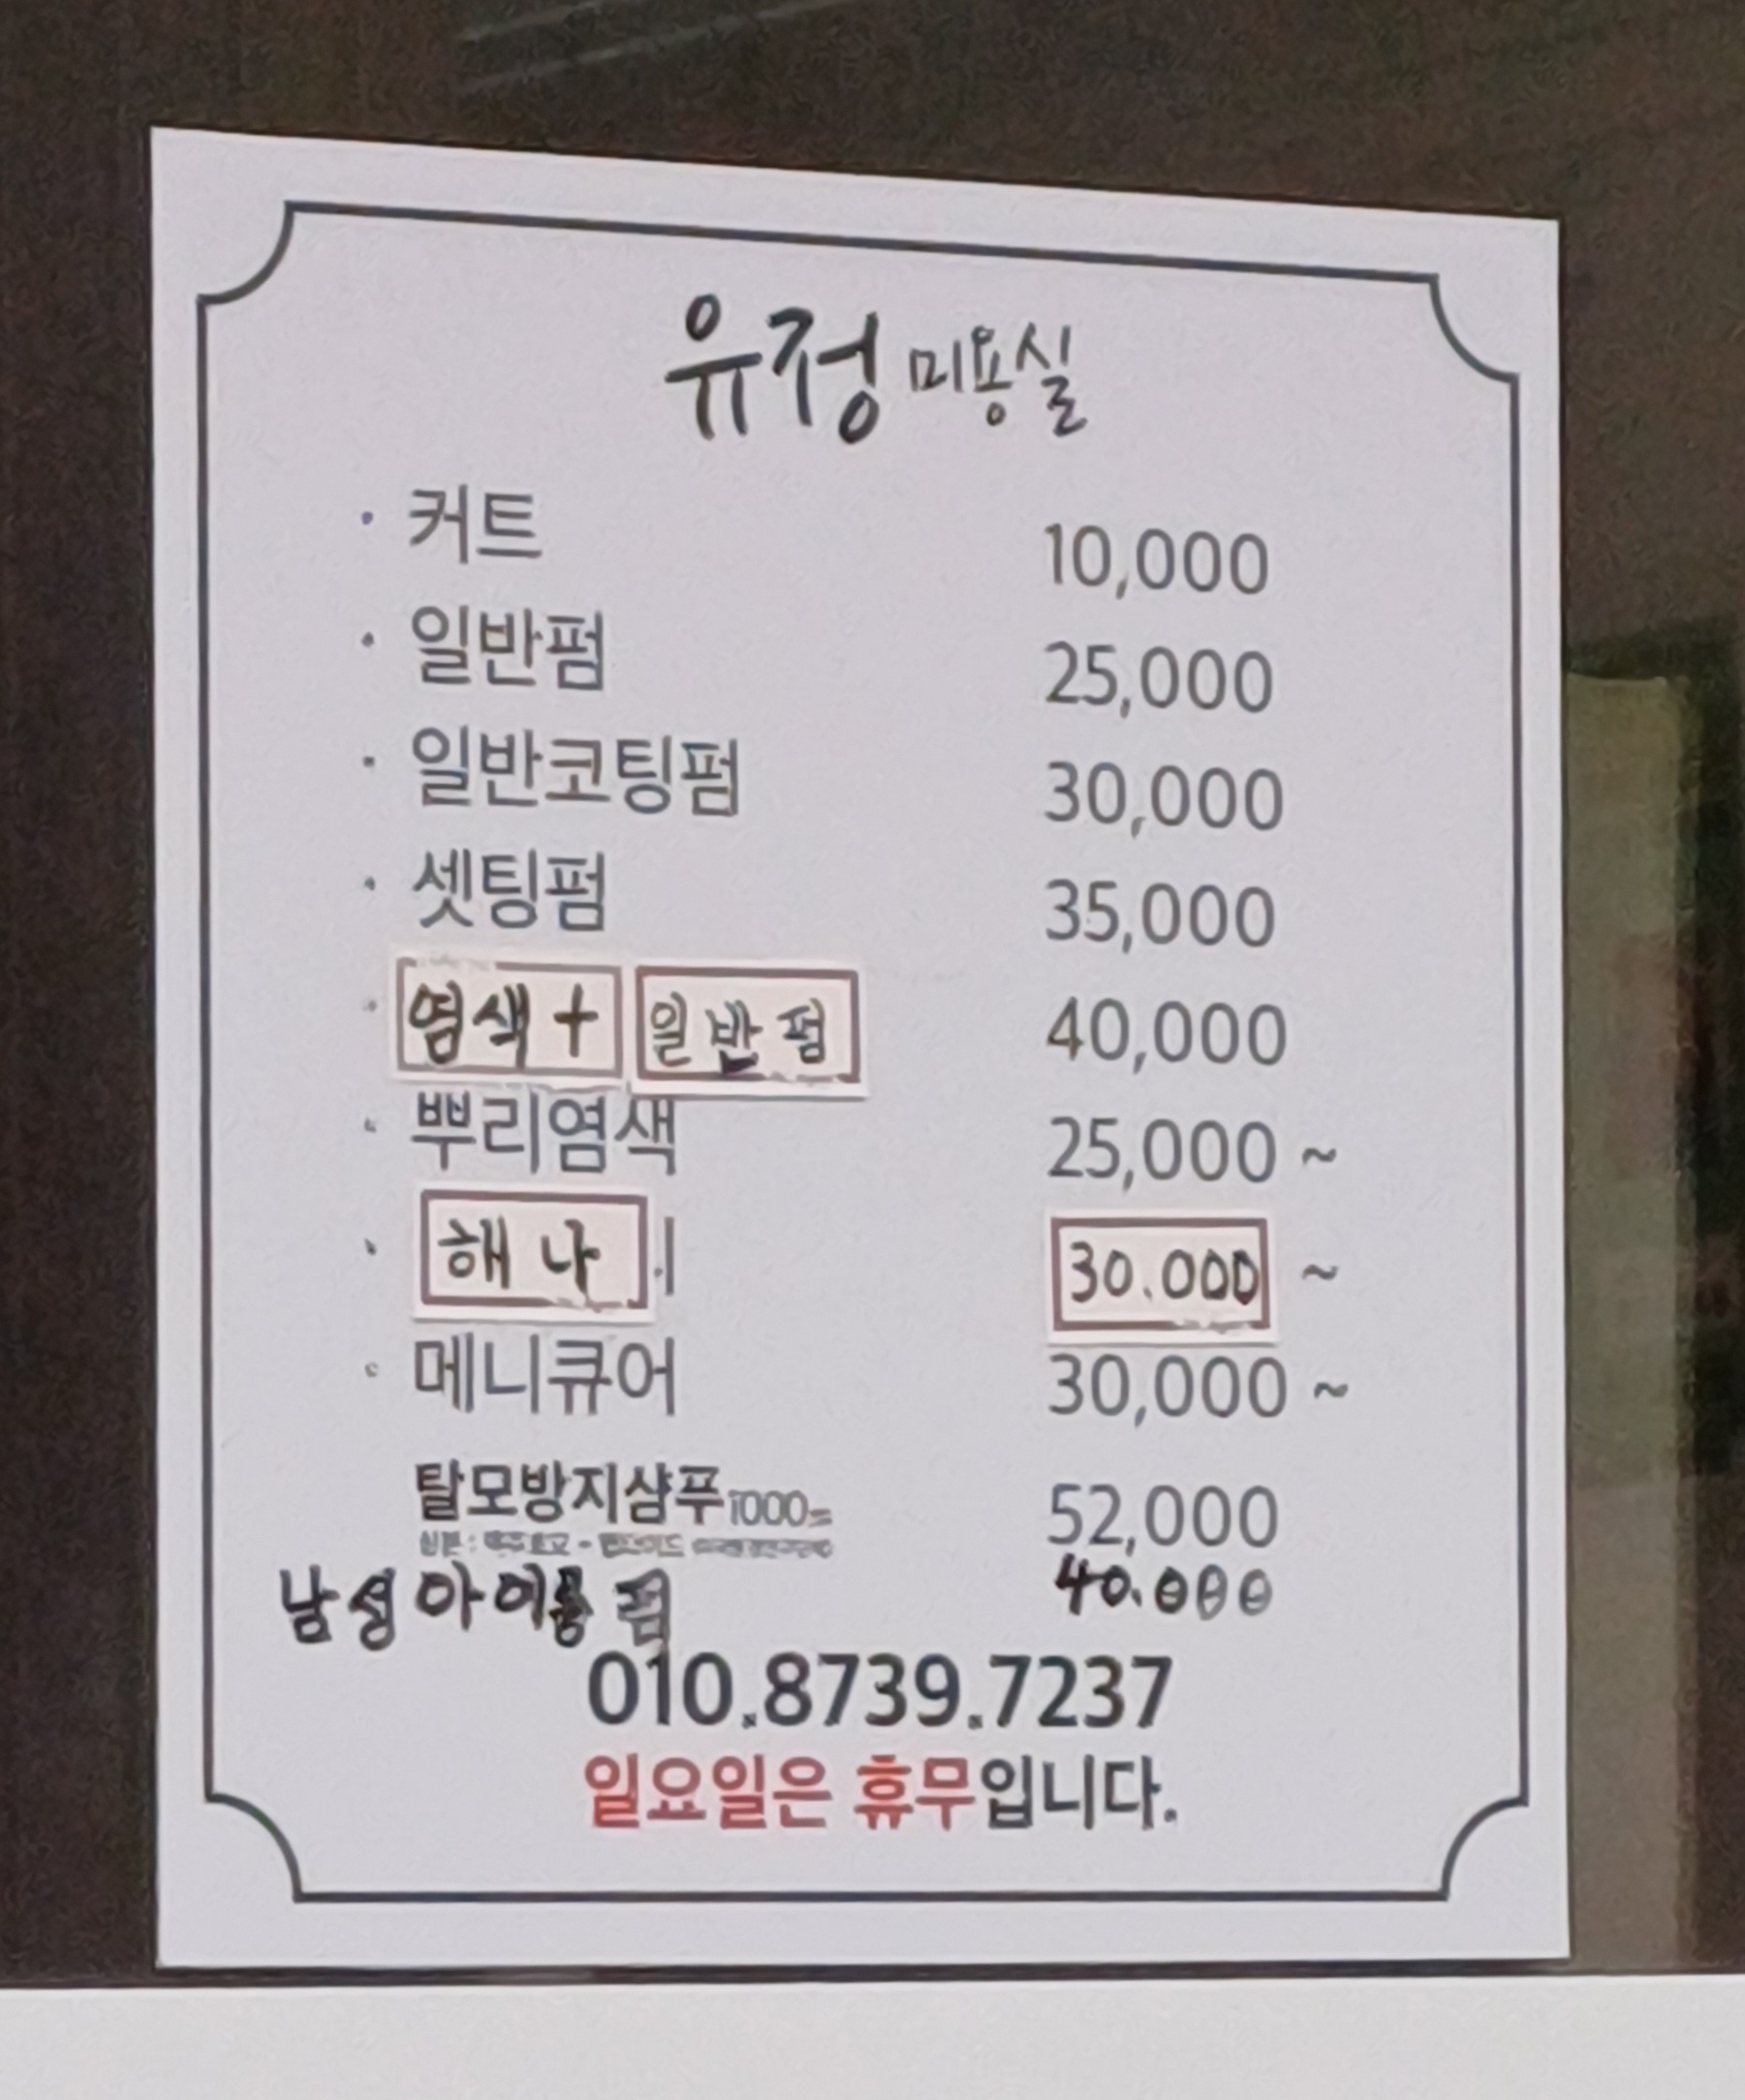 유정 미용실
· 커트 10,000
· 일반펌 25,000
· 일반코팅펌 30,000
· 셋팅펌 35,000
· 염색 + 일반펌 40,000
· 뿌리염색 25,000 ~
· 해나 30.000 ~
· 메니큐어 30,000 ~
탈모방지샴푸 1000 52,000
남성아이롱펌 40.000
010.8739.7237
일요일은 휴무입니다.